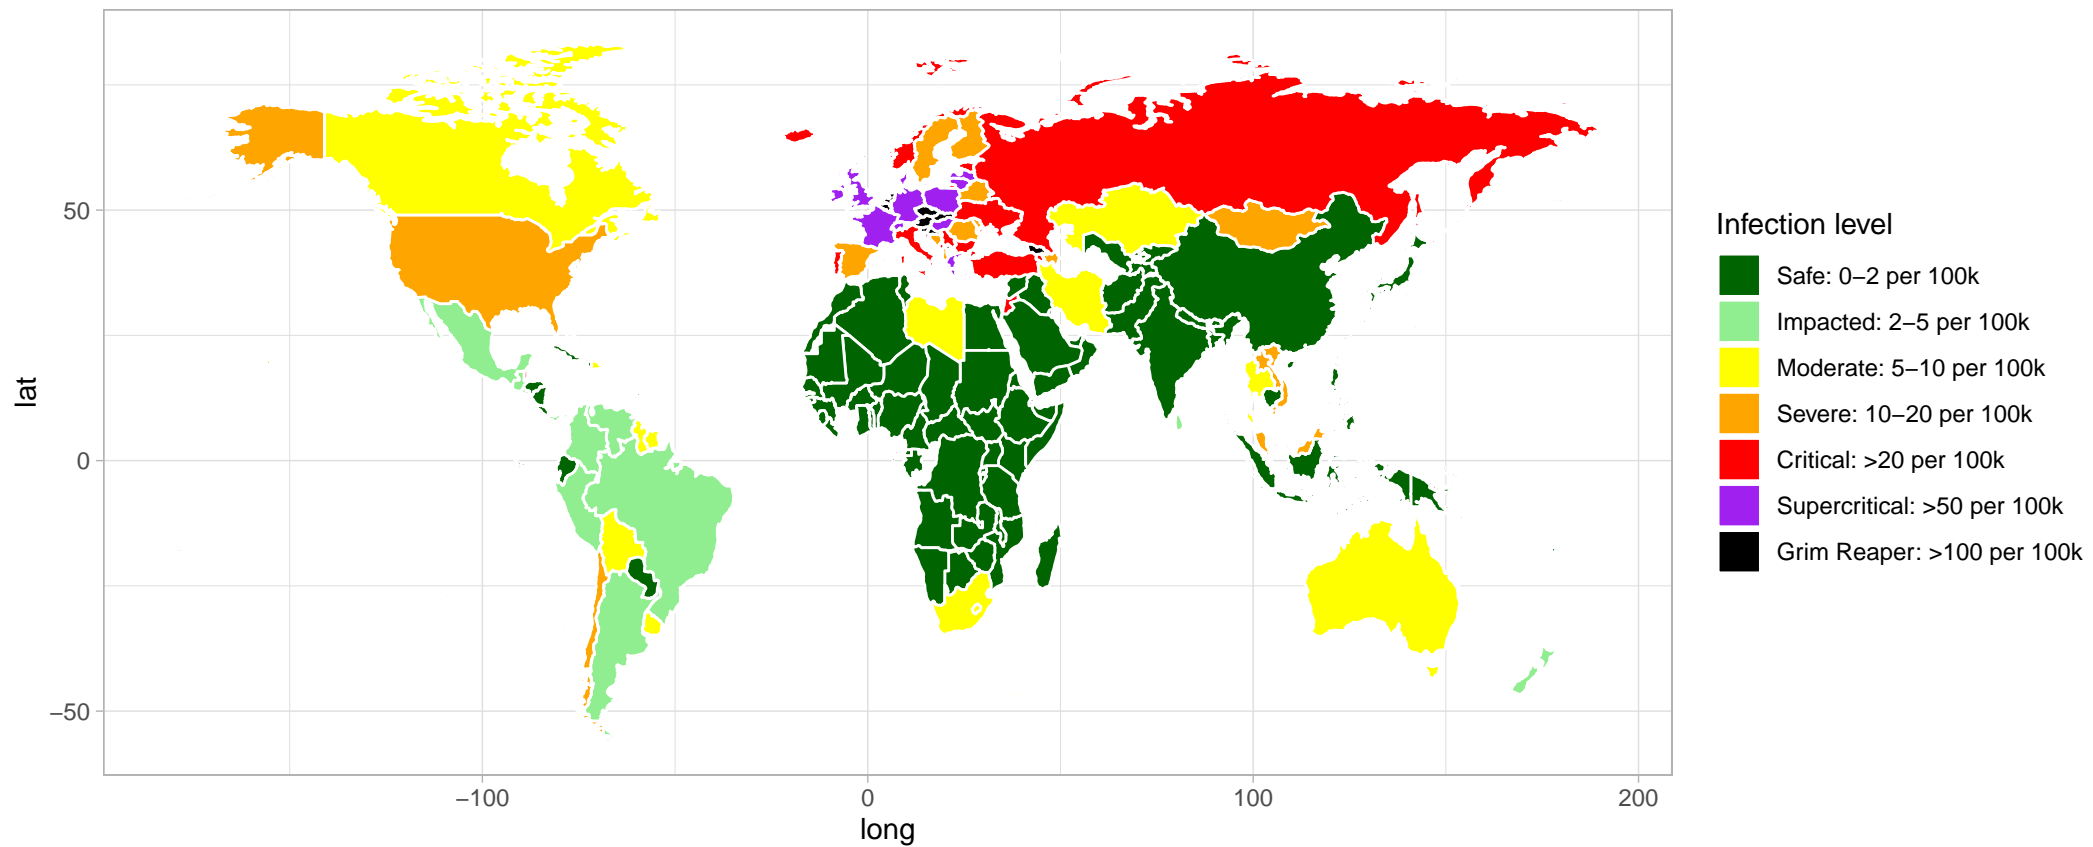 50
0
−50
lat
−100
0
100
200
long
Infection level
Safe: 0−2 per 100k
Impacted: 2−5 per 100k
Moderate: 5−10 per 100k
Severe: 10−20 per 100k
Critical: >20 per 100k
Supercritical: >50 per 100k
Grim Reaper: >100 per 100k